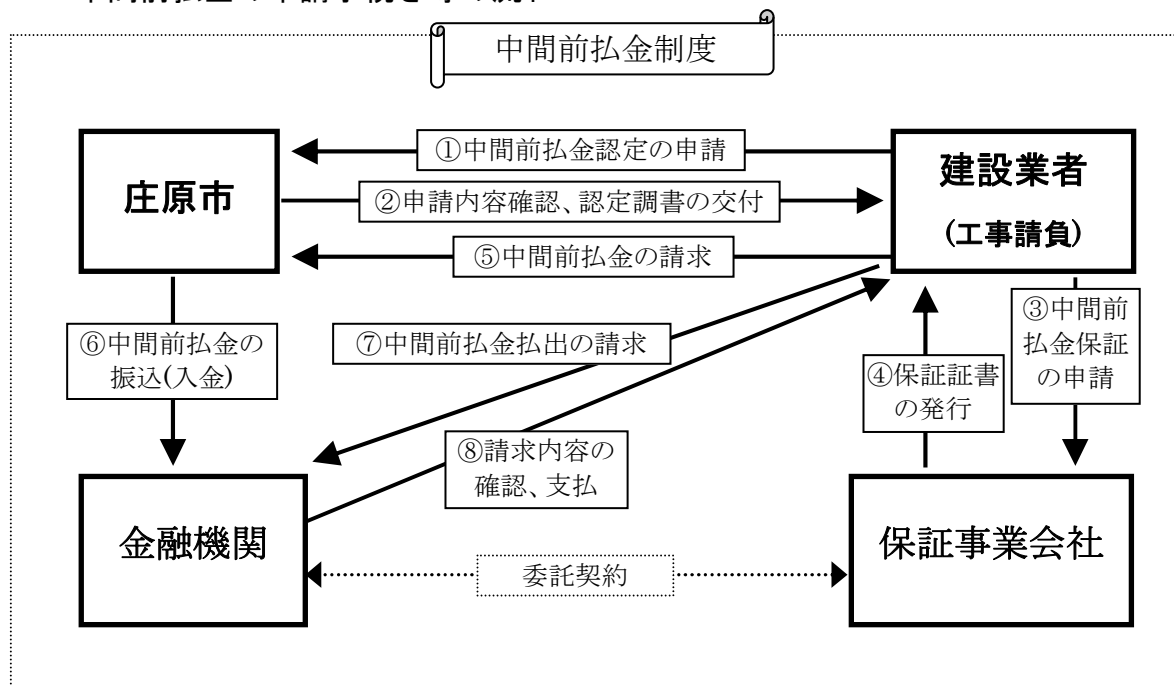 中間前払金制度
①中間前払金認定の申請
庄原市
建設業者
(工事請負)
②申請内容確認、認定調書の交付
⑤中間前払金の請求
⑥中間前払金の
振込(入金)
⑦中間前払金払出の請求
③中間前
払金保証
の申請
④保証証書
の発行
⑧請求内容の
確認、支払
金融機関
保証事業会社
委託契約